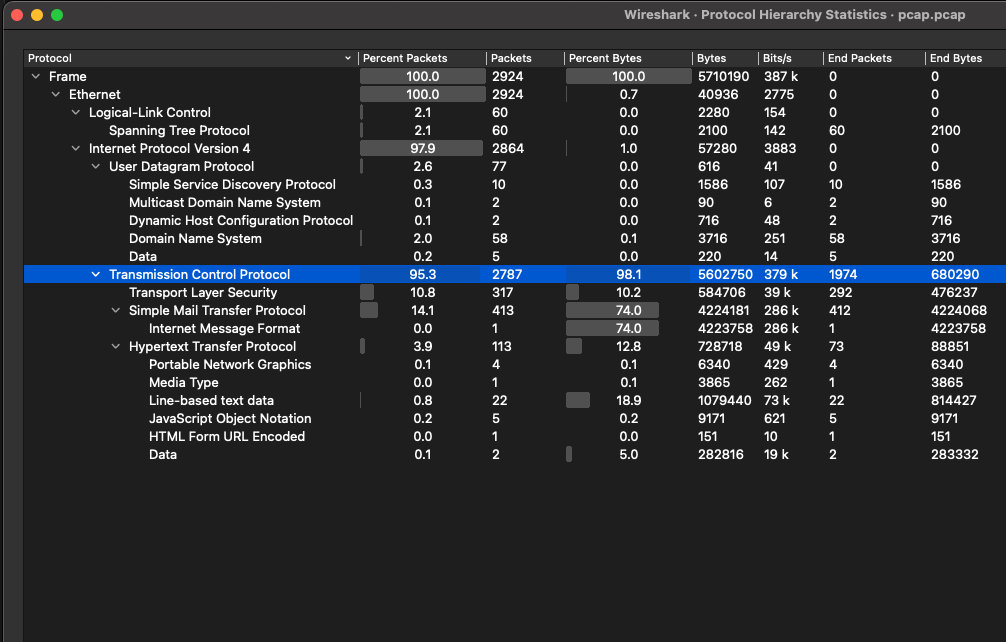 Wireshark · Protocol Hierarchy Statistics · pcap.pcap
Protocol Percent Packets Packets Percent Bytes Bytes Bits/s End Packets End Bytes
Frame 100.0 2924 100.0 5710190 387 k 0 0
Ethernet 100.0 2924 0.7 40936 2775 0 0
Logical-Link Control 2.1 60 0.0 2280 154 0 0
Spanning Tree Protocol 2.1 60 0.0 2100 142 60 2100
Internet Protocol Version 4 97.9 2864 1.0 57280 3883 0 0
User Datagram Protocol 2.6 77 0.0 616 41 0 0
Simple Service Discovery Protocol 0.3 10 0.0 1586 107 10 1586
Multicast Domain Name System 0.1 2 0.0 90 6 2 90
Dynamic Host Configuration Protocol 0.1 2 0.0 716 48 2 716
Domain Name System 2.0 58 0.1 3716 251 58 3716
Data 0.2 5 0.0 220 14 5 220
Transmission Control Protocol 95.3 2787 98.1 5602750 379 k 1974 680290
Transport Layer Security 10.8 317 10.2 584706 39 k 292 476237
Simple Mail Transfer Protocol 14.1 413 74.0 4224181 286 k 412 4224068
Internet Message Format 0.0 1 74.0 4223758 286 k 1 4223758
Hypertext Transfer Protocol 3.9 113 12.8 728718 49 k 73 88851
Portable Network Graphics 0.1 4 0.1 6340 429 4 6340
Media Type 0.0 1 0.1 3865 262 1 3865
Line-based text data 0.8 22 18.9 1079440 73 k 22 814427
JavaScript Object Notation 0.2 5 0.2 9171 621 5 9171
HTML Form URL Encoded 0.0 1 0.0 151 10 1 151
Data 0.1 2 5.0 282816 19 k 2 283332